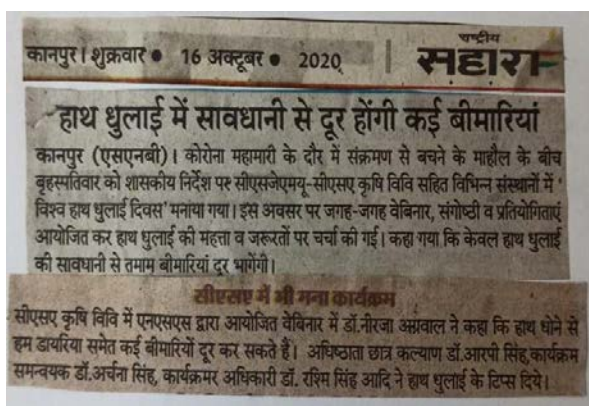 कानपुर। शुक्रवार ● 16 अक्टूबर ● 2020
राष्ट्रीय
सहारा
हाथ धुलाई में सावधानी से दूर होंगी कई बीमारियां
कानपुर (एसएनबी)। कोरोना महामारी के दौर में संक्रमण से बचने के माहौल के बीच
बृहस्पतिवार को शासकीय निर्देश पर सीएसजेएमयू-सीएसए कृषि विवि सहित विभिन्न संस्थानों में '
विश्व हाथ धुलाई दिवस' मनाया गया। इस अवसर पर जगह-जगह वेबिनार, संगोष्ठी व प्रतियोगिताएं
आयोजित कर हाथ धुलाई की महत्ता व जरूरतों पर चर्चा की गई। कहा गया कि केवल हाथ धुलाई
की सावधानी से तमाम बीमारियां दूर भागेंगी।
सीएसए में भी मना कार्यक्रम
सीएसए कृषि विवि में एनएसएस द्वारा आयोजित वेबिनार में डॉ.नीरजा अग्रवाल ने कहा कि हाथ धोने से
हम डायरिया समेत कई बीमारियों दूर कर सकते हैं। अधिष्ठाता छात्र कल्याण डॉ.आरपी सिंह,कार्यक्रम
समन्वयक डॉ.अर्चना सिंह, कार्यक्रमर अधिकारी डॉ. रश्मि सिंह आदि ने हाथ धुलाई के टिप्स दिये।